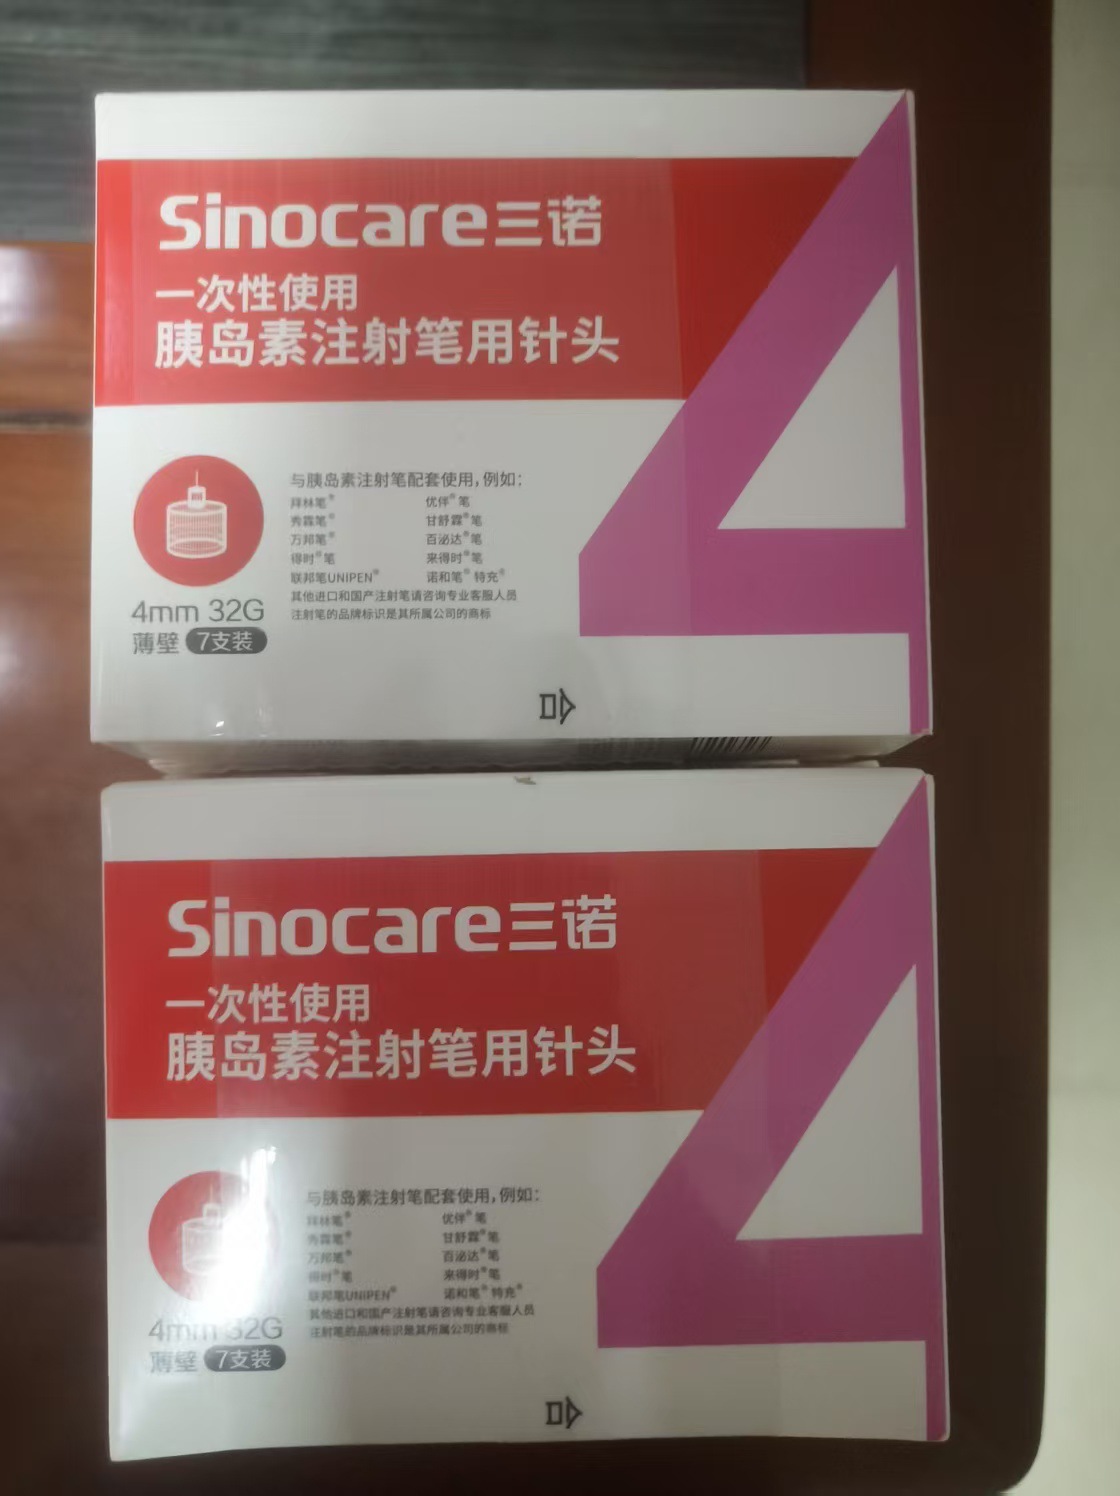 Sinocare三诺
一次性使用
胰岛素注射笔用针头
4
与胰岛素注射笔配套使用,例如:
拜林笔® 优伴®笔
秀霖笔® 甘舒霖®笔
万邦笔® 百泌达®笔
得时®笔 来得时®笔
联邦笔UNIPEN® 诺和笔®特充®
其他进口和国产注射笔请咨询专业客服人员
注射笔的品牌标识是其所属公司的商标
4mm 32G
薄壁 7支装
合
Sinocare三诺
一次性使用
胰岛素注射笔用针头
4
与胰岛素注射笔配套使用,例如:
拜林笔® 优伴®笔
秀霖笔® 甘舒霖®笔
万邦笔® 百泌达®笔
得时®笔 来得时®笔
联邦笔UNIPEN® 诺和笔®特充®
其他进口和国产注射笔请咨询专业客服人员
注射笔的品牌标识是其所属公司的商标
4mm 32G
薄壁 7支装
合